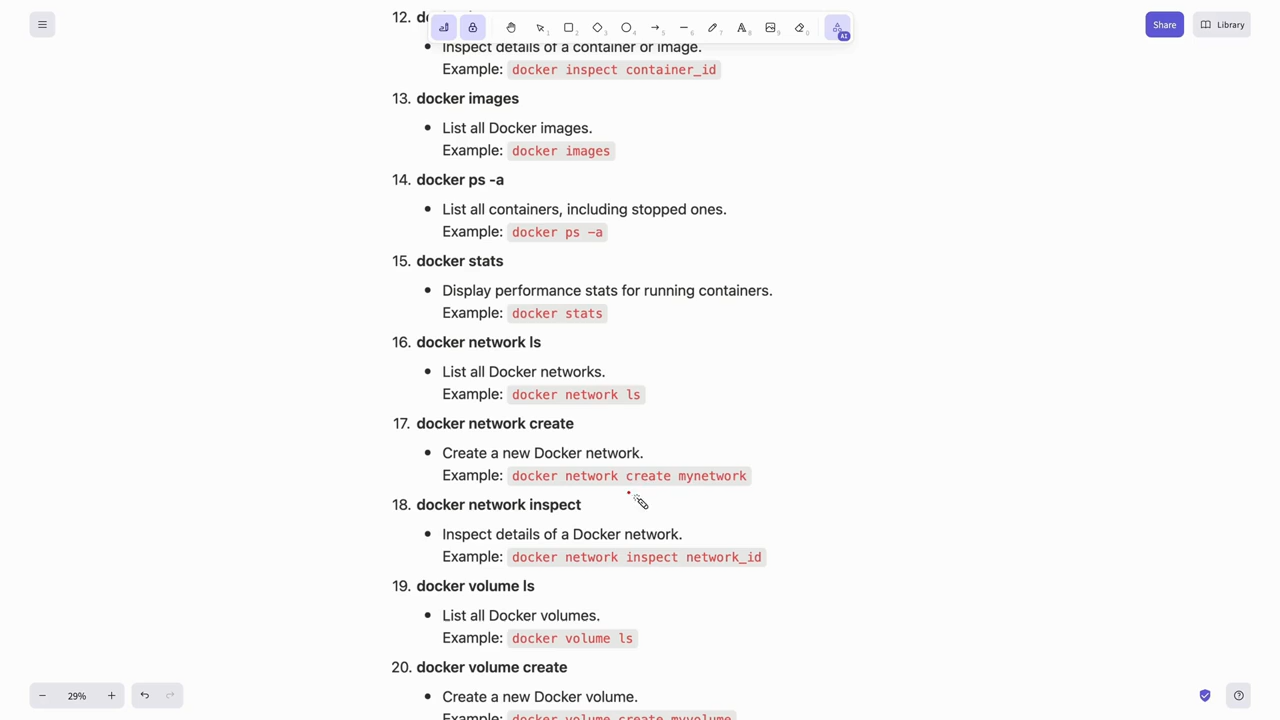 Share
Library
12. d
Inspect details of a container or image.
Example: docker inspect container_id
13. docker images
List all Docker images.
Example: docker images
14. docker ps -a
List all containers, including stopped ones.
Example: docker ps -a
15. docker stats
Display performance stats for running containers.
Example: docker stats
16. docker network ls
List all Docker networks.
Example: docker network ls
17. docker network create
Create a new Docker network.
Example: docker network create mynetwork
18. docker network inspect
Inspect details of a Docker network.
Example: docker network inspect network_id
19. docker volume ls
List all Docker volumes.
Example: docker volume ls
20. docker volume create
Create a new Docker volume.
Example: docker volume create myvolume
29%